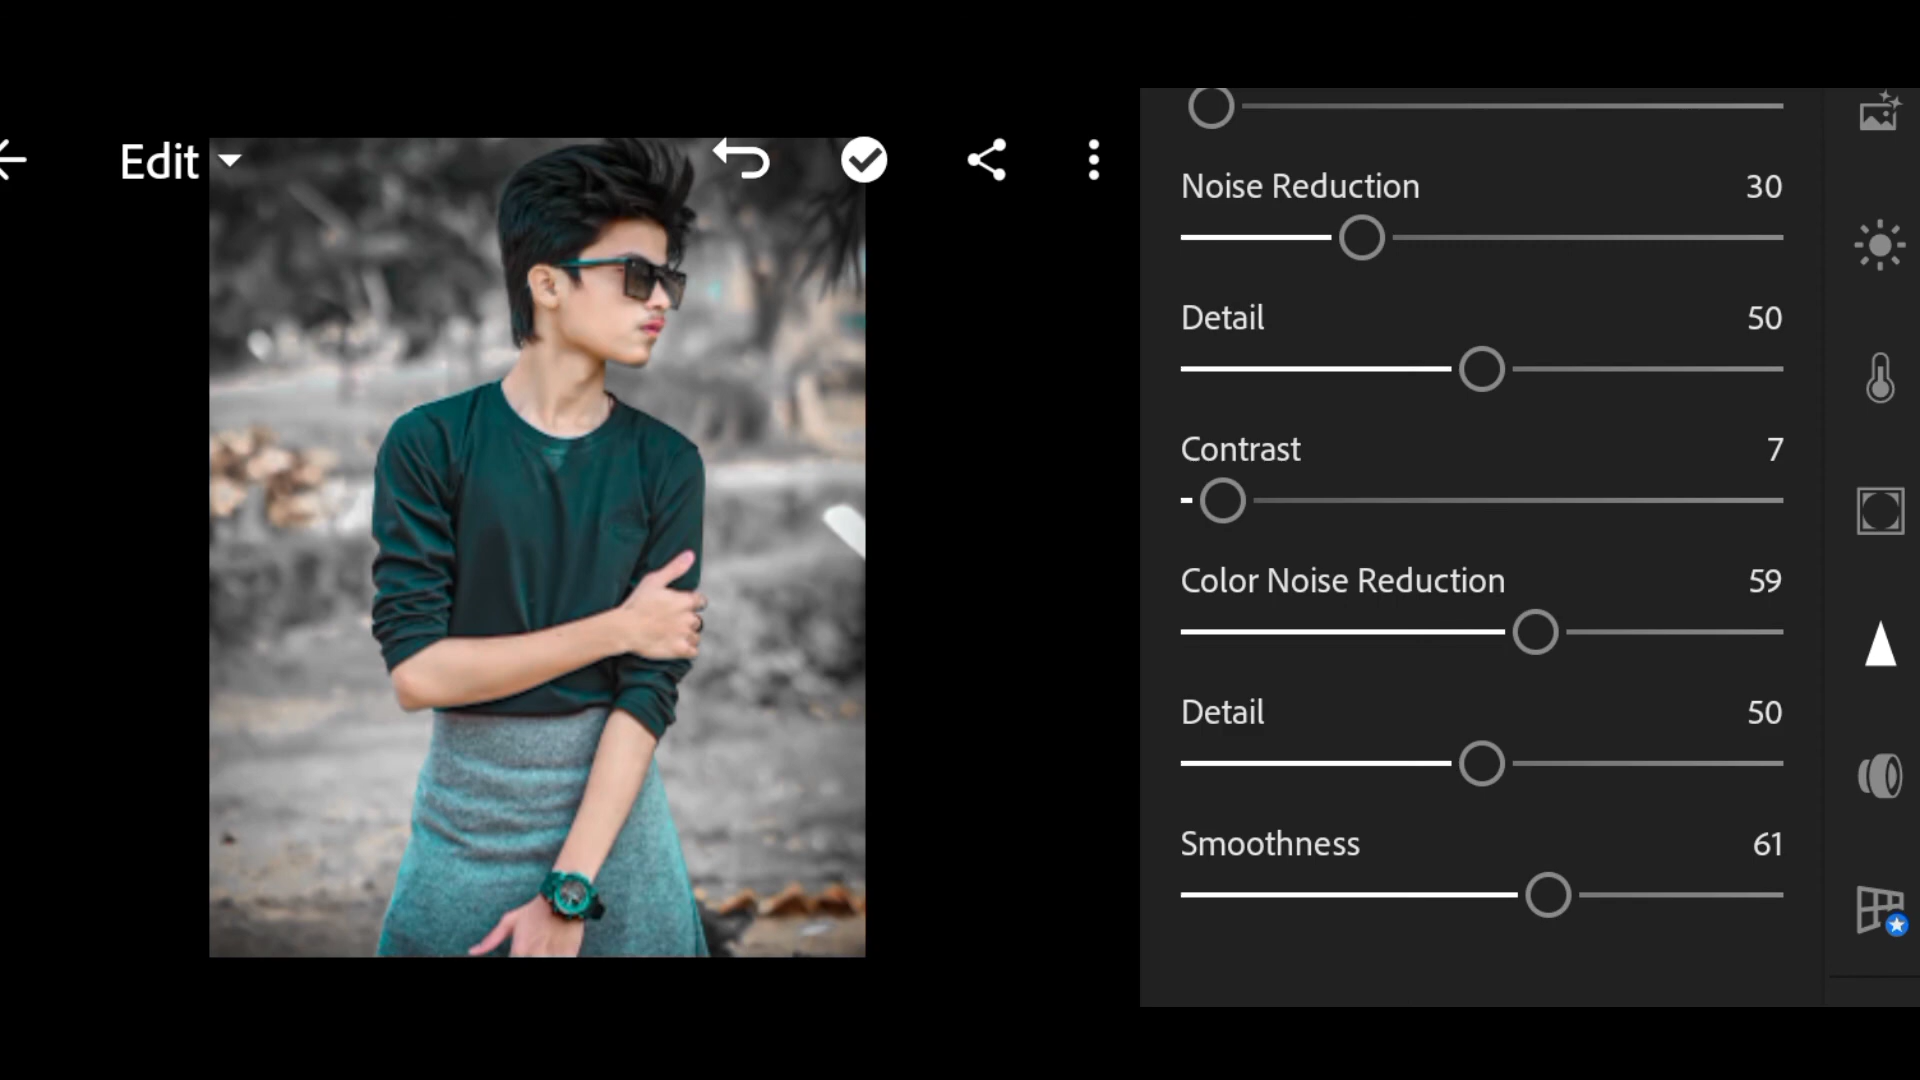 Edit
Noise Reduction 30
Detail 50
Contrast 7
Color Noise Reduction 59
Detail 50
Smoothness 61